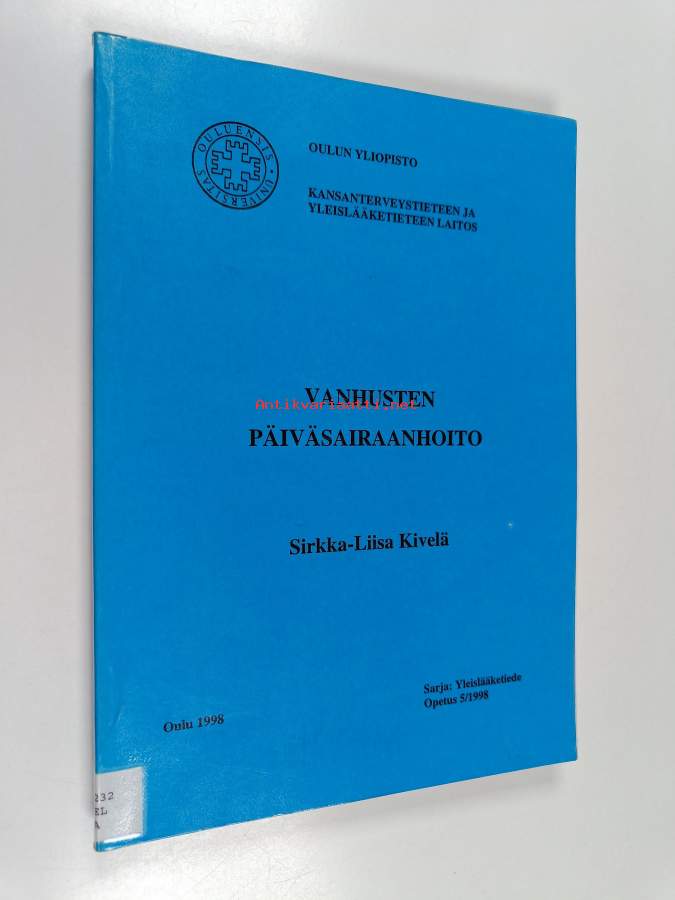 UNIVERSITAS OULUENSIS
OULUN YLIOPISTO
KANSANTERVEYSTIETEEN JA
YLEISLÄÄKETIETEEN LAITOS
VANHUSTEN
Antikvariaatti.net
PÄIVÄSAIRAANHOITO
Sirkka-Liisa Kivelä
Sarja: Yleislääketiede
Opetus 5/1998
Oulu 1998
232
EL
A